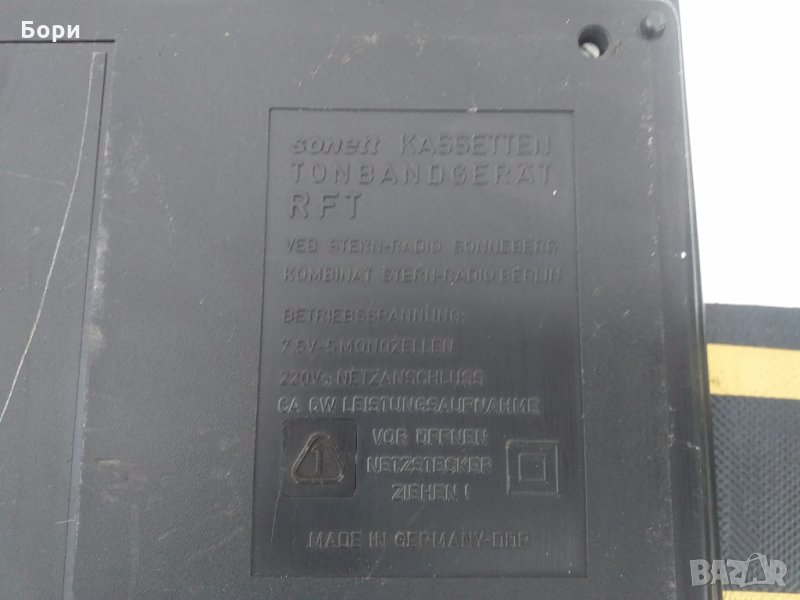 Бори
sonett KASSETTEN
TONBANDGERÄT
RFT
VEB STERN-RADIO SONNEBERG
KOMBINAT STERN-RADIO BERLIN
BETRIEBSSPANNUNG:
7,5V-5 MONOZELLEN
220V~ NETZANSCHLUSS
CA 6W LEISTUNGSAUFNAHME
1
VOR ÖFFNEN
NETZSTECKER
ZIEHEN!
MADE IN GERMANY-DDR
BAZAR